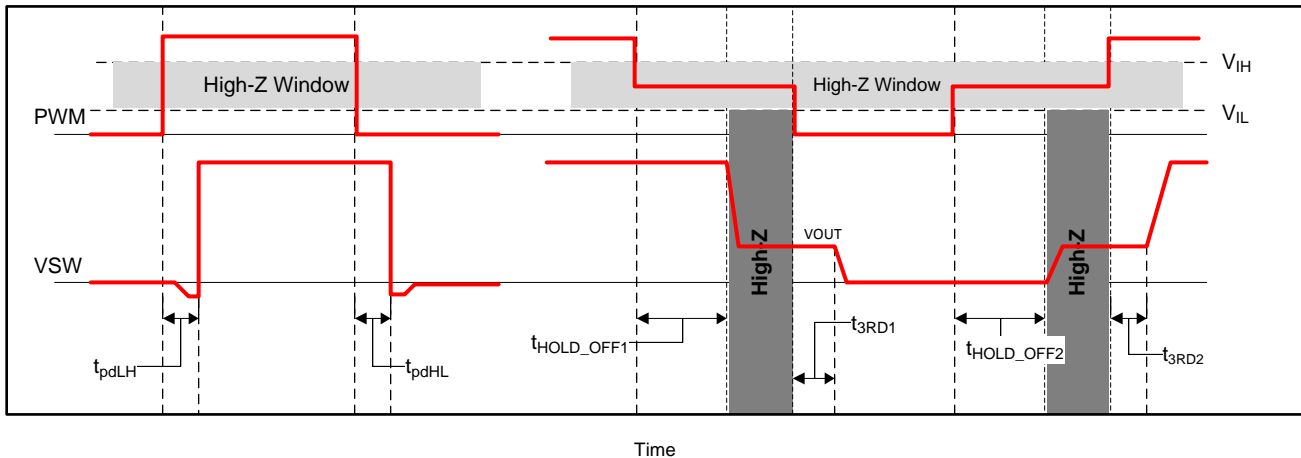 High-Z Window
High-Z Window
VIH
VIL
PWM
VSW
VOUT
High-Z
High-Z
tpdLH
tpdHL
tHOLD_OFF1
t3RD1
tHOLD_OFF2
t3RD2
Time